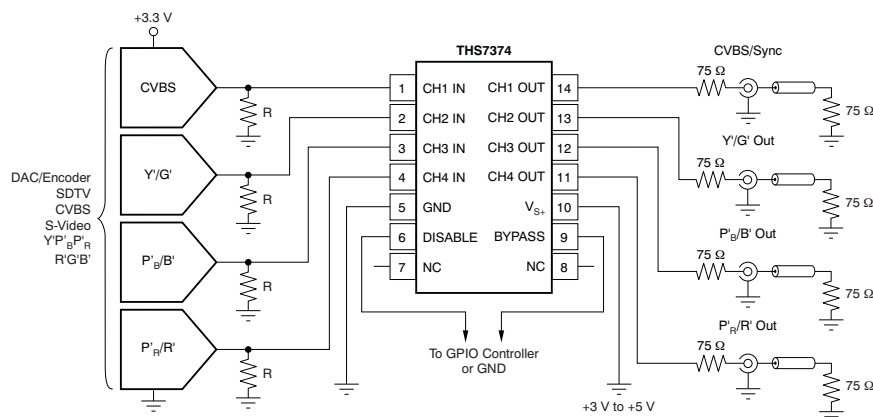 +3.3 V
THS7374
CVBS/Sync
CVBS
R
1 CH1 IN CH1 OUT 14
75 Ω
75 Ω
2 CH2 IN CH2 OUT 13
Y'/G' Out
Y'/G'
R
3 CH3 IN CH3 OUT 12
75 Ω
75 Ω
DAC/Encoder
SDTV
CVBS
S-Video
Y'P'BP'R
R'G'B'
4 CH4 IN CH4 OUT 11
5 GND VS+ 10
P'B/B' Out
P'B/B'
R
6 DISABLE BYPASS 9
75 Ω
75 Ω
7 NC NC 8
P'R/R' Out
P'R/R'
R
To GPIO Controller
or GND
75 Ω
75 Ω
+3 V to +5 V